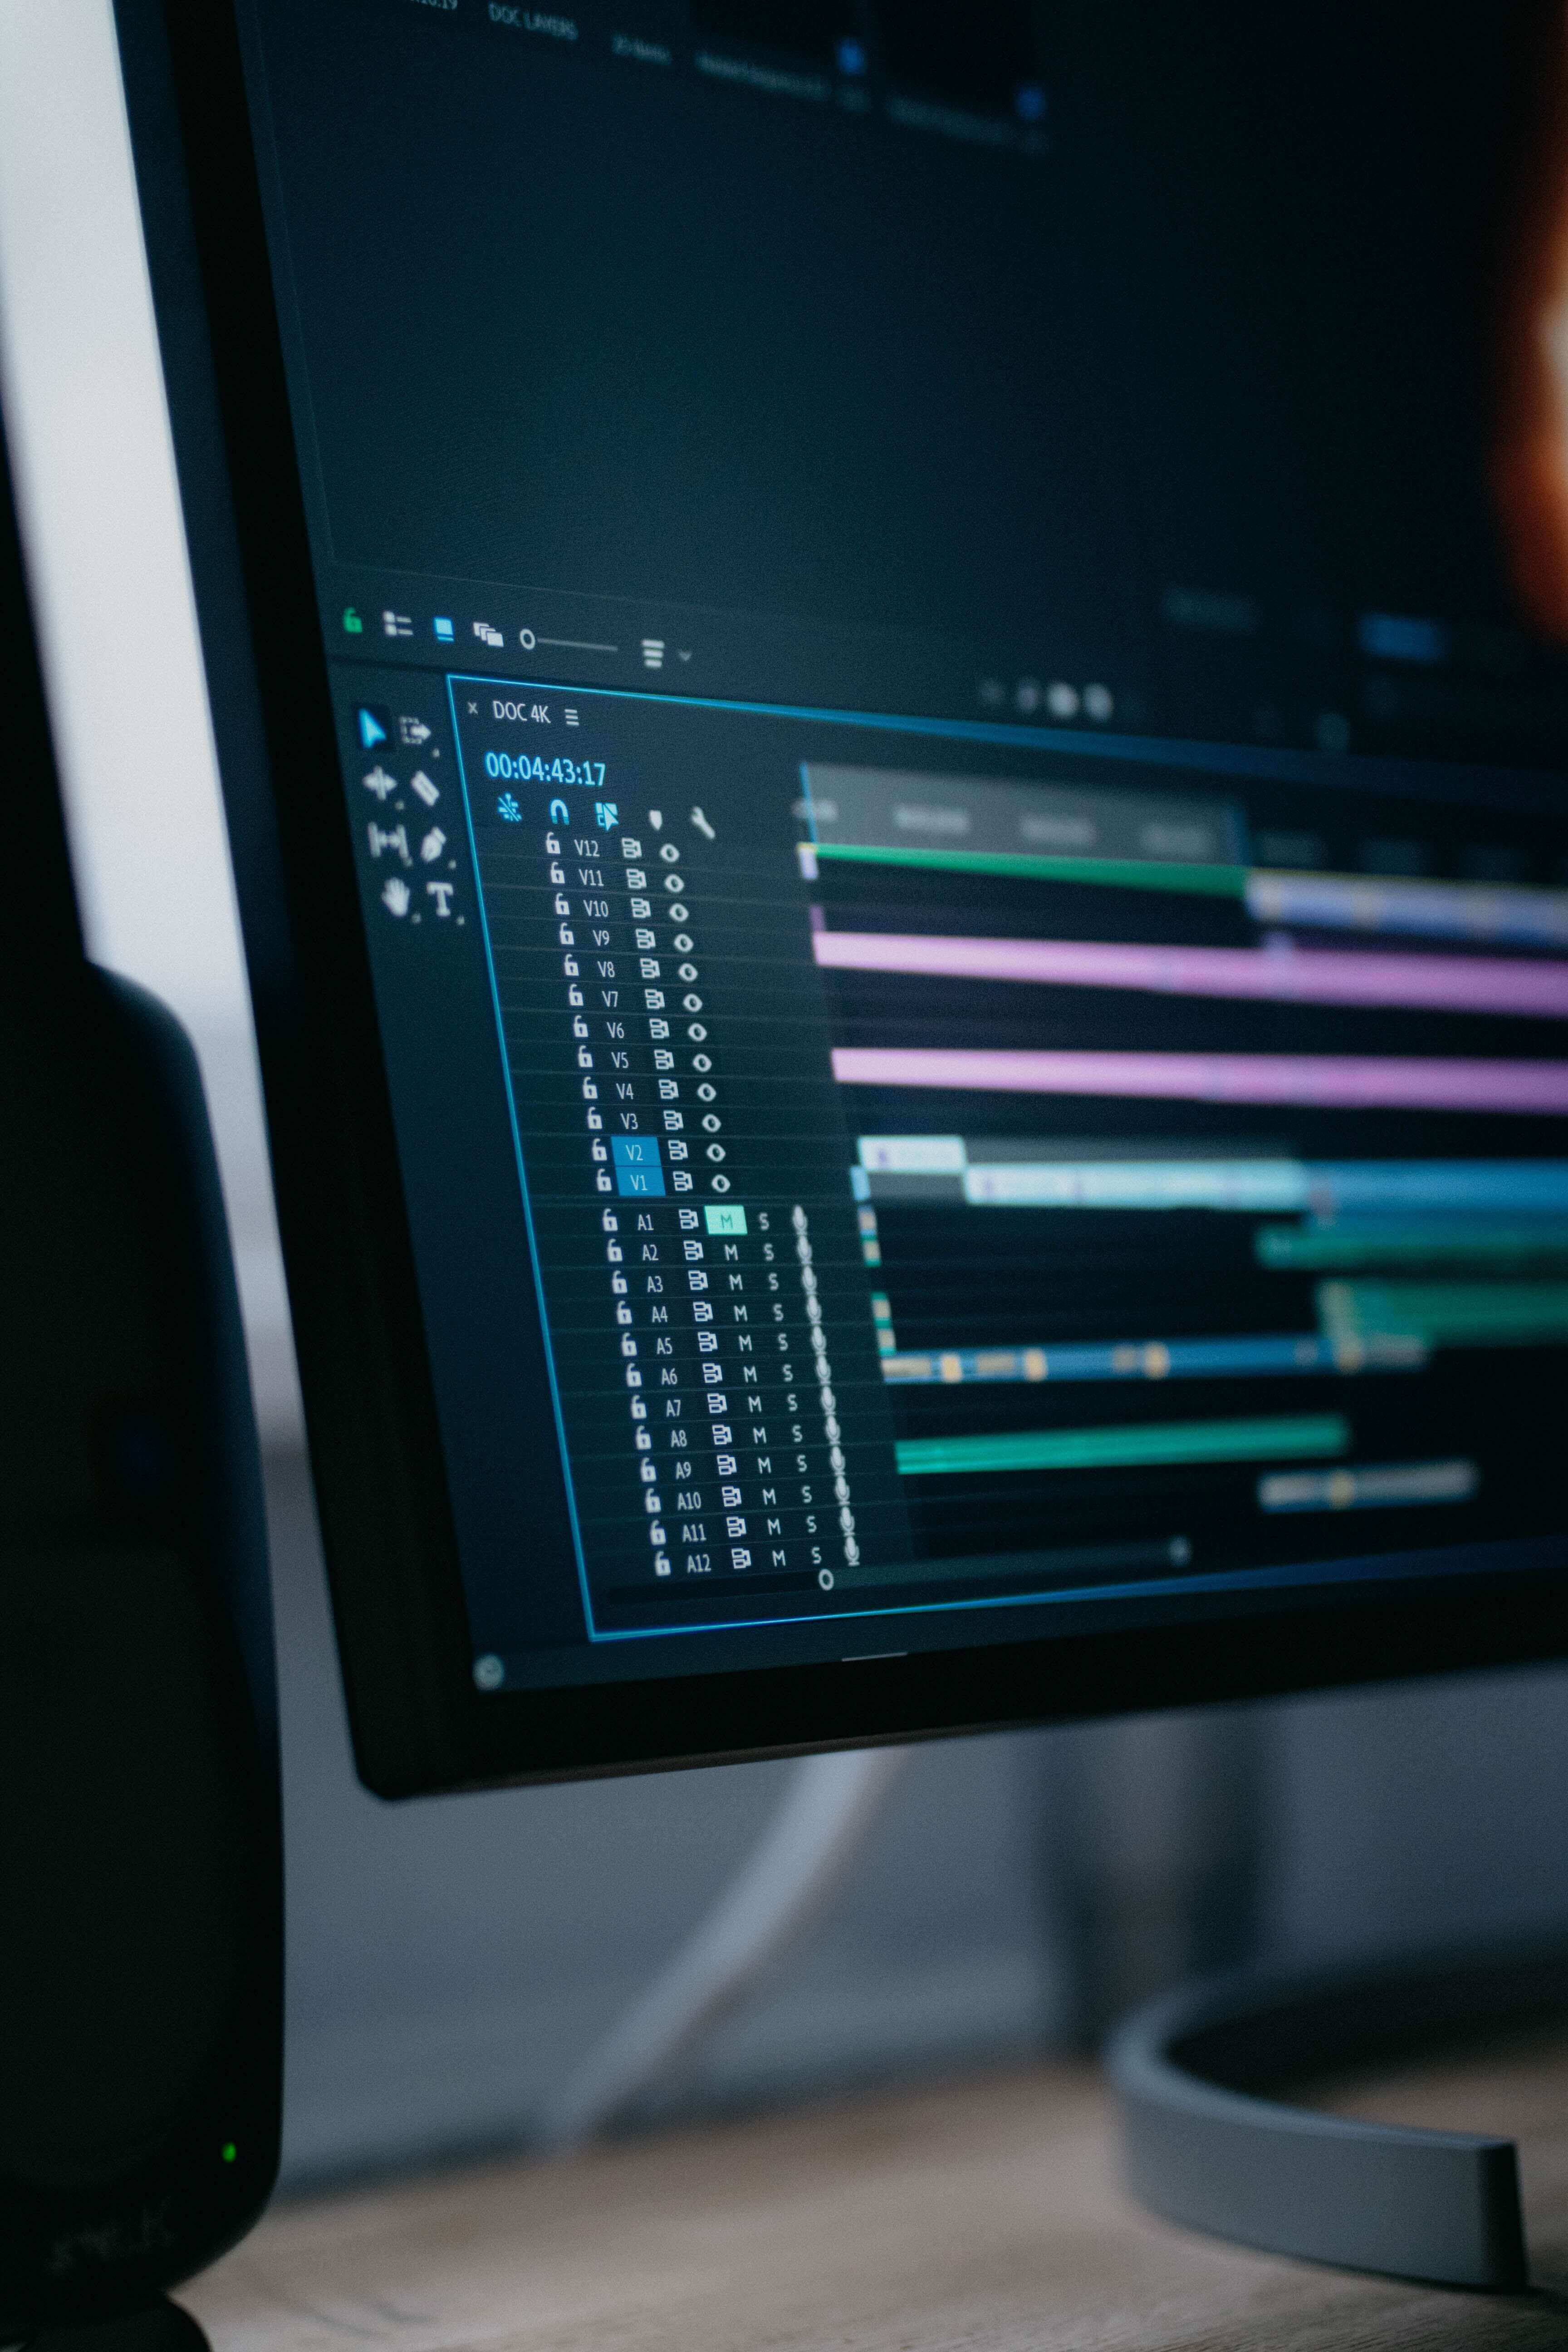 DOC LAYERS
DOC 4K
00:04:43:17
V12
V11
V10
V9
V8
V7
V6
V5
V4
V3
V2
V1
A1 M S
A2 M S
A3 M S
A4 M S
A5 M S
A6 M S
A7 M S
A8 M S
A9 M S
A10 M S
A11 M S
A12 M S
T